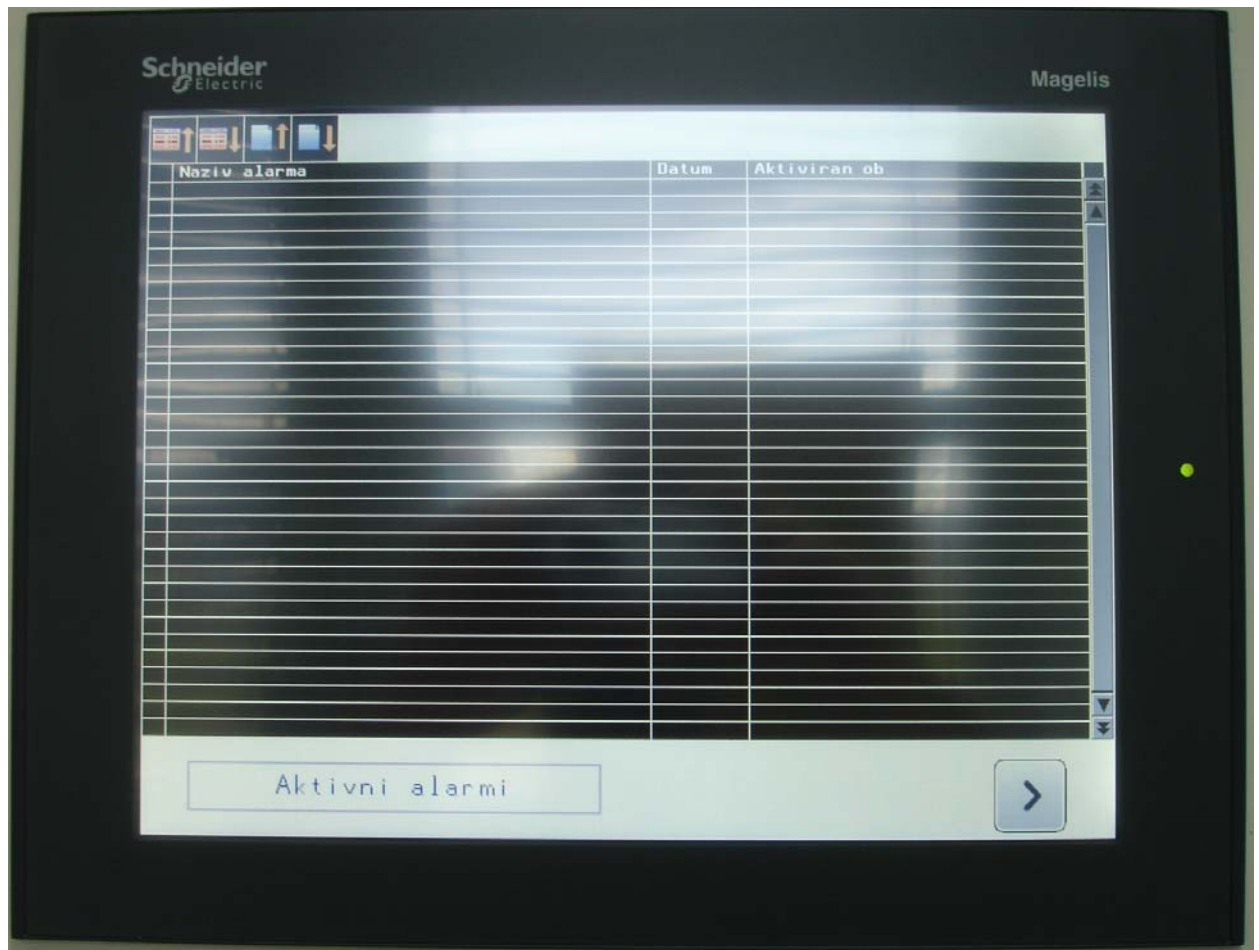 Schneider
Electric
Magelis
Naziv alarma Datum Aktiviran ob
Aktivni alarmi